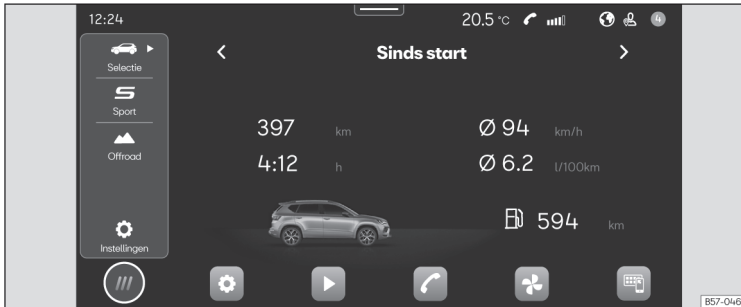 12:24
20.5 °C
4
Selectie
Sport
Offroad
Instellingen
Sinds start
397 km
Ø 94 km/h
4:12 h
Ø 6.2 l/100km
594 km
B57-046